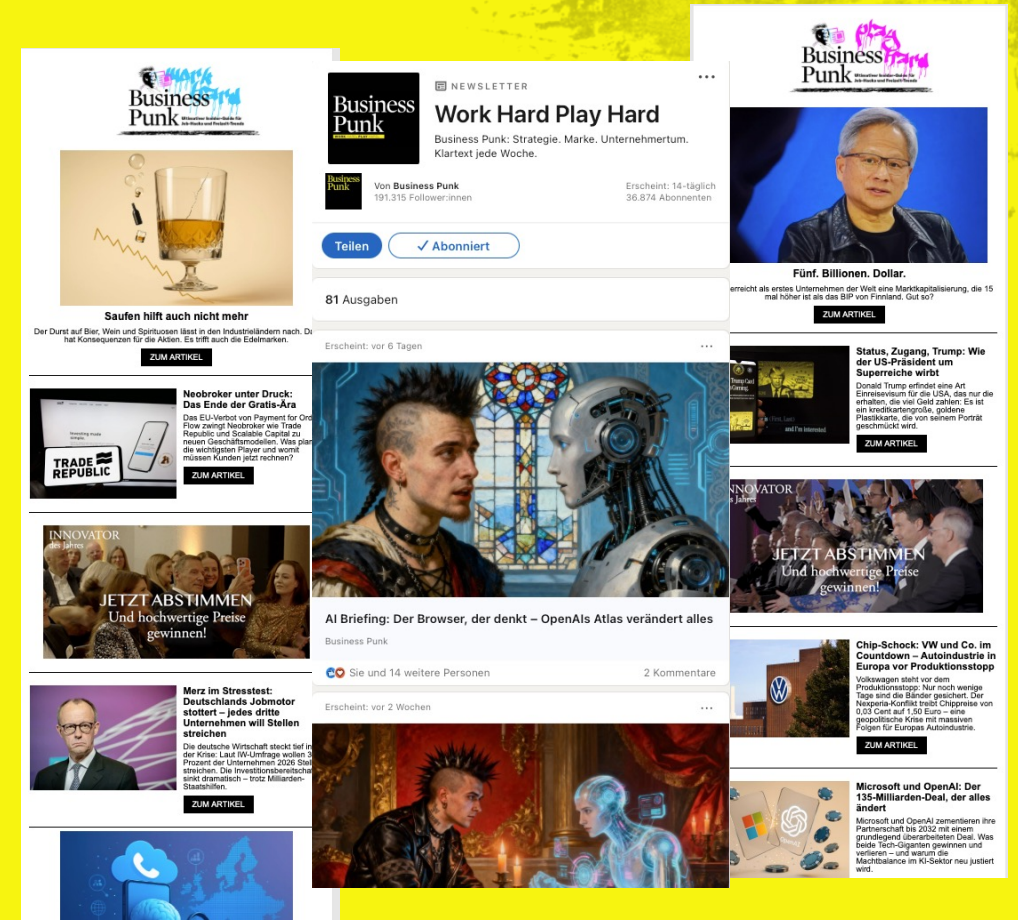 work
hard
Business
Punk
Saufen hilft auch nicht mehr
Der Durst auf Bier, Wein und Spirituosen lässt in den Industrieländern nach.
hat Konsequenzen für die Aktien. Es trifft auch die Edelmarken.
ZUM ARTIKEL
TRADE
REPUBLIC
Neobroker unter Druck:
Das Ende der Gratis-Ära
Das EU-Verbot von Payment for
Flow zwingt Neobroker wie Trade
Republic und Scalable Capital zu
neuen Geschäftsmodellen. Was
die wichtigsten Player und womit
müssen Kunden jetzt rechnen?
ZUM ARTIKEL
INNOVATOR
des Jahres
JETZT ABSTIMMEN
Und hochwertige Preise
gewinnen!
Merz im Stresstest:
Deutschlands Jobmotor
stottert – jedes dritte
Unternehmen will Stellen
streichen
Die deutsche Wirtschaft steckt tief in
der Krise: Laut IW-Umfrage wollen
Prozent der Unternehmen 2026
streichen. Die
sinkt dramatisch – trotz Milliarden-
Staatshilfen.
ZUM ARTIKEL
Business
Punk
NEWSLETTER
Work Hard Play Hard
Business Punk: Strategie. Marke. Unternehmertum.
Klartext jede Woche.
Business
Punk
Von Business Punk
191.315 Follower:innen
Erscheint: 14-täglich
36.874 Abonnenten
Teilen
Abonniert
81 Ausgaben
Erscheint: vor 6 Tagen
AI Briefing: Der Browser, der denkt – OpenAIs Atlas verändert alles
Business Punk
Sie und 14 weitere Personen
2 Kommentare
Erscheint: vor 2 Wochen
play
hard
Business
Punk
Fünf. Billionen. Dollar.
erreicht als erstes Unternehmen der Welt eine Marktkapitalisierung, die 15
mal höher ist als das BIP von Finnland. Gut so?
ZUM ARTIKEL
and I'm interested
Status, Zugang, Trump: Wie
der US-Präsident um
Superreiche wirbt
Donald Trump erfindet eine Art
Einreisevisum für die USA, das nur die
erhalten, die viel Geld zahlen: Es ist
ein kreditkartengroße, goldene
Plastikkarte, die von seinem Porträt
geschmückt wird.
ZUM ARTIKEL
JETZT ABSTIMMEN
Und hochwertige Preise
gewinnen!
Chip-Schock: VW und Co. im
Countdown – Autoindustrie in
Europa vor Produktionsstopp
Volkswagen steht vor dem
Produktionsstopp: Nur noch wenige
Tage sind die Bänder gesichert. Der
Nexperia-Konflikt treibt Chippreise von
0,03 Cent auf 1,50 Euro – eine
geopolitische Krise mit massiven
Folgen für Europas Autoindustrie.
ZUM ARTIKEL
Microsoft und OpenAI: Der
135-Milliarden-Deal, der alles
ändert
Microsoft und OpenAI zementieren ihre
Partnerschaft bis 2032 mit einem
grundlegend überarbeiteten Deal. Was
beide Tech-Giganten gewinnen und
verlieren – und warum die
Machtbalance im KI-Sektor neu justiert
wird.